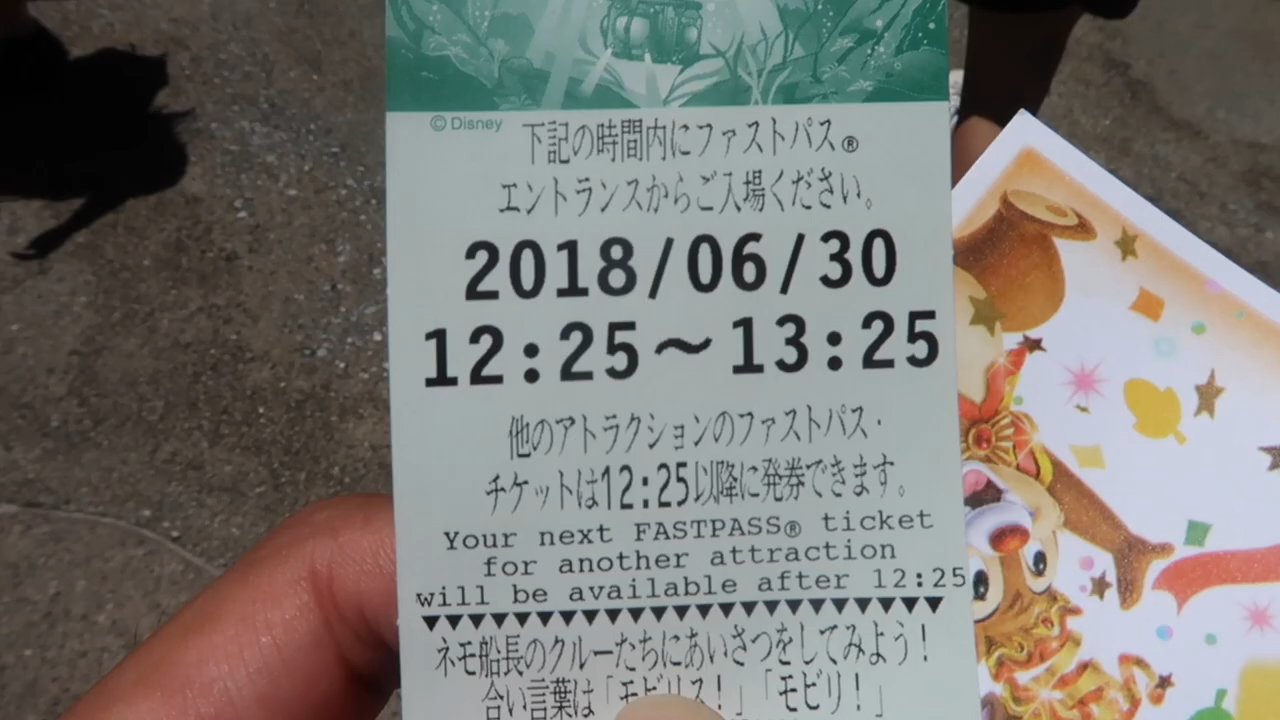 © Disney
下記の時間内にファストパス®
エントランスからご入場ください。
2018/06/30
12:25～13:25
他のアトラクションのファストパス・
チケットは12:25以降に発券できます。
Your next FASTPASS® ticket
for another attraction
will be available after 12:25
ネモ船長のクルーたちにあいさつをしてみよう!
合い言葉は「モビリス!」「モビリ!」